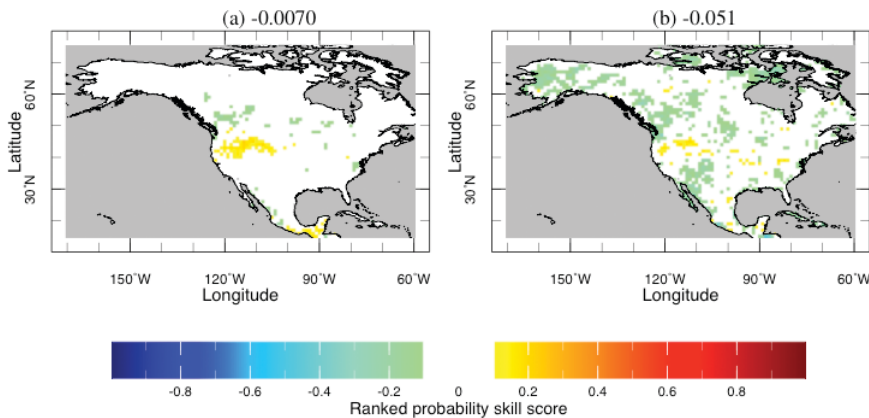 (a) -0.0070
(b) -0.051
Latitude
60°N
30°N
150°W 120°W 90°W 60°W
Longitude
Latitude
60°N
30°N
150°W 120°W 90°W 60°W
Longitude
-0.8 -0.6 -0.4 -0.2 0 0.2 0.4 0.6 0.8
Ranked probability skill score